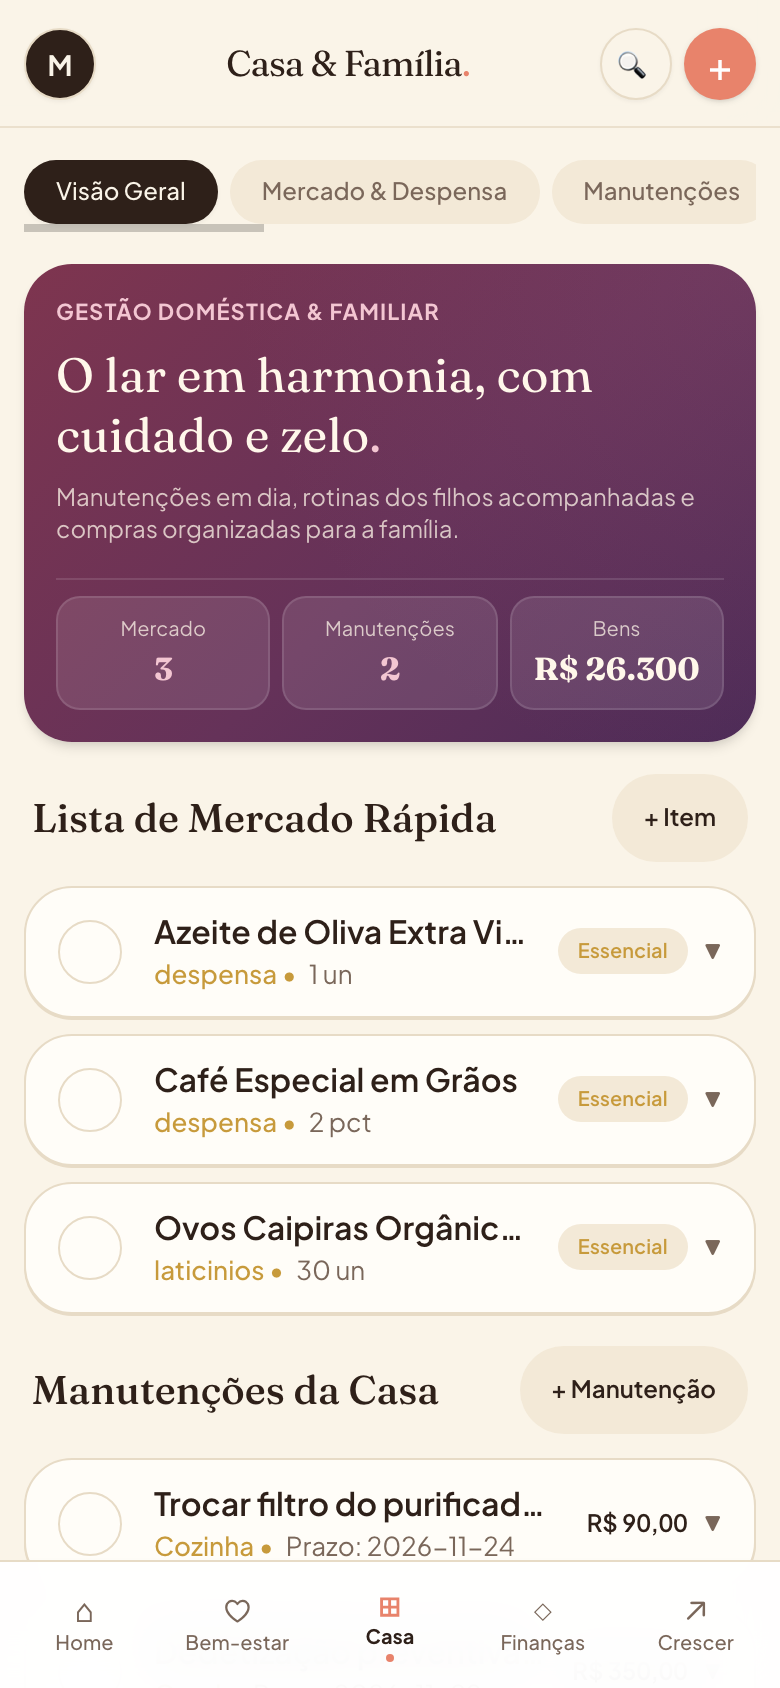 M
Casa & Família.
+
Visão Geral
Mercado & Despensa
Manutenções
GESTÃO DOMÉSTICA & FAMILIAR
O lar em harmonia, com
cuidado e zelo.
Manutenções em dia, rotinas dos filhos acompanhadas e
compras organizadas para a família.
Mercado
3
Manutenções
2
Bens
R$ 26.300
Lista de Mercado Rápida
+ Item
Azeite de Oliva Extra Vi...
despensa • 1 un
Essencial
Café Especial em Grãos
despensa • 2 pct
Essencial
Ovos Caipiras Orgânic...
laticinios • 30 un
Essencial
Manutenções da Casa
+ Manutenção
Trocar filtro do purificad...
Cozinha • Prazo: 2026-11-24
R$ 90,00
Home
Bem-estar
Casa
Finanças
Crescer